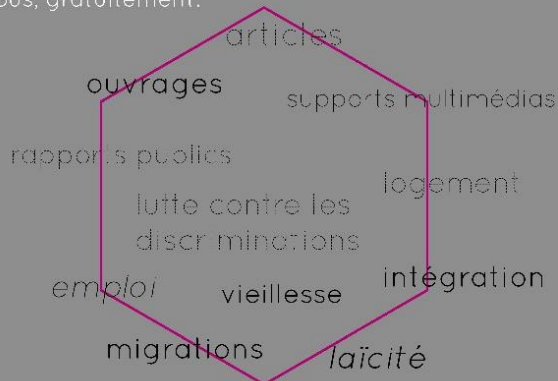 gratuitement.
articles
ouvrages
supports multimédias
rapports publics
logement
lutte contre les
discriminations
emploi
vieillesse
intégration
migrations
laïcité